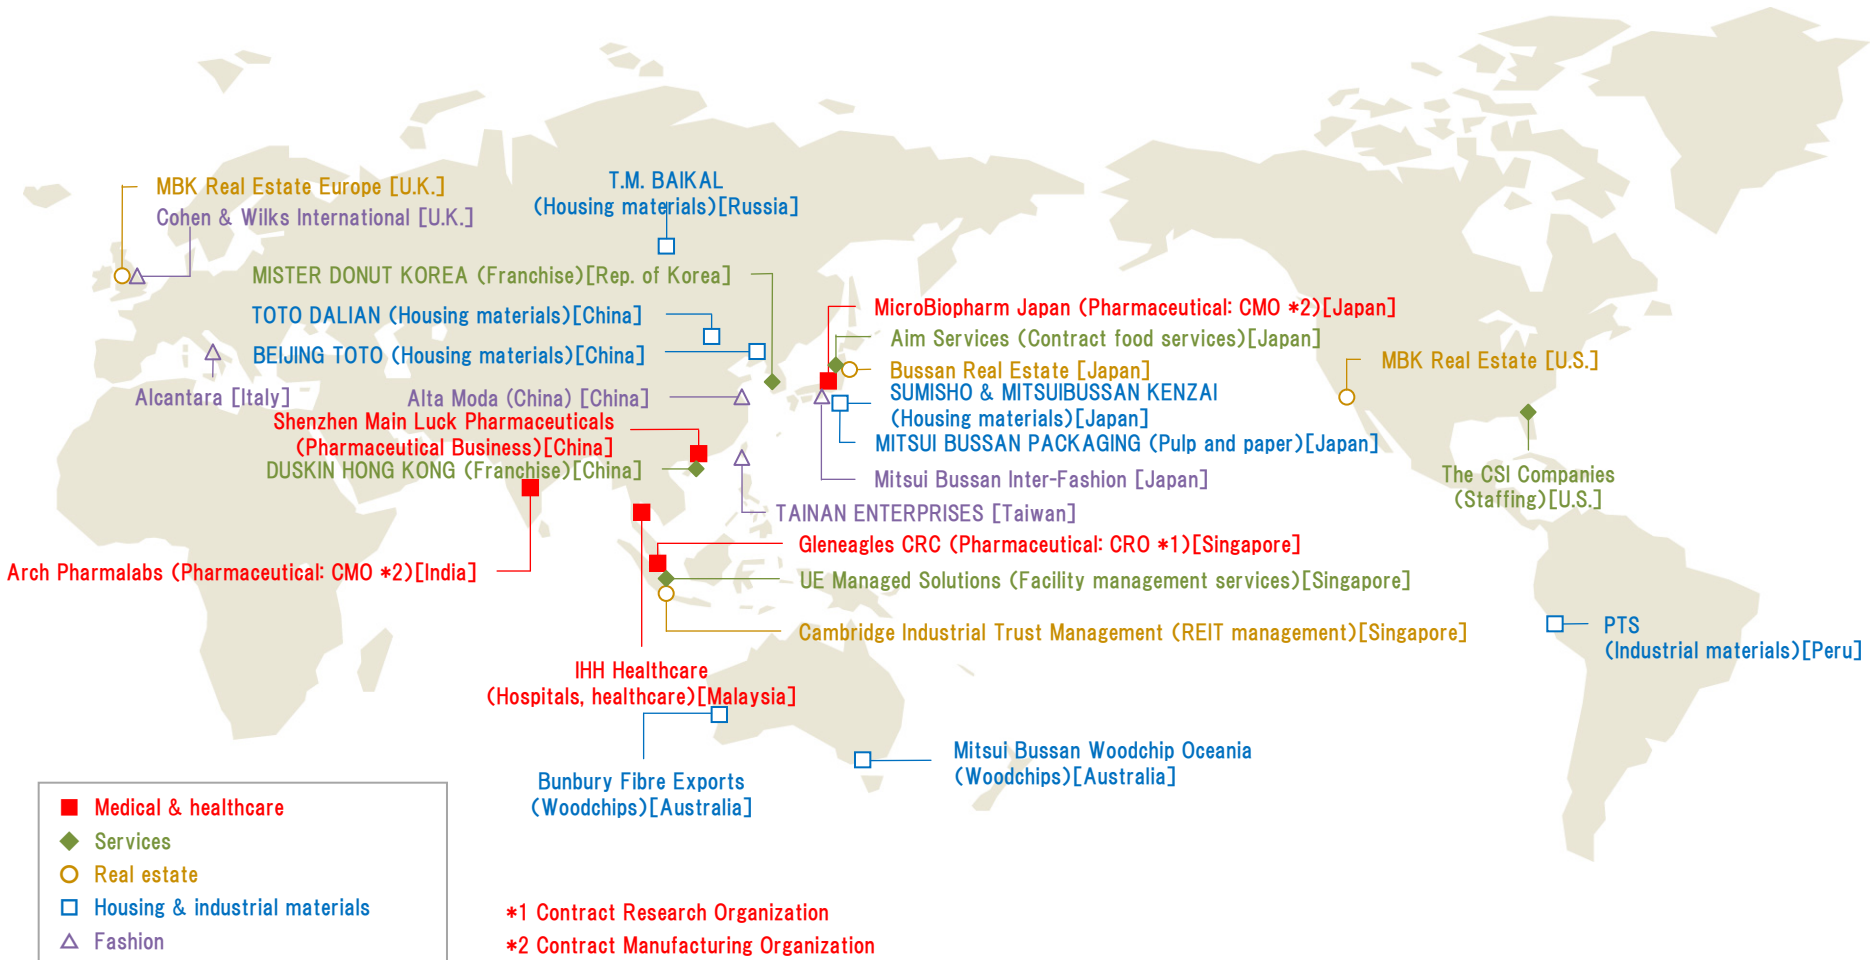 MBK Real Estate Europe [U.K.]
Cohen & Wilks International [U.K.]
T.M. BAIKAL
(Housing materials)[Russia]
MISTER DONUT KOREA (Franchise)[Rep. of Korea]
TOTO DALIAN (Housing materials)[China]
BEIJING TOTO (Housing materials)[China]
Alcantara [Italy]
Alta Moda (China) [China]
Shenzhen Main Luck Pharmaceuticals
(Pharmaceutical Business)[China]
DUSKIN HONG KONG (Franchise)[China]
Arch Pharmalabs (Pharmaceutical: CMO *2)[India]
MicroBiopharm Japan (Pharmaceutical: CMO *2)[Japan]
Aim Services (Contract food services)[Japan]
Bussan Real Estate [Japan]
SUMISHO & MITSUIBUSSAN KENZAI
(Housing materials)[Japan]
MITSUI BUSSAN PACKAGING (Pulp and paper)[Japan]
Mitsui Bussan Inter-Fashion [Japan]
TAINAN ENTERPRISES [Taiwan]
Gleneagles CRC (Pharmaceutical: CRO *1)[Singapore]
UE Managed Solutions (Facility management services)[Singapore]
Cambridge Industrial Trust Management (REIT management)[Singapore]
MBK Real Estate [U.S.]
The CSI Companies
(Staffing)[U.S.]
PTS
(Industrial materials)[Peru]
IHH Healthcare
(Hospitals, healthcare)[Malaysia]
Bunbury Fibre Exports
(Woodchips)[Australia]
Mitsui Bussan Woodchip Oceania
(Woodchips)[Australia]
Medical & healthcare
Services
Real estate
Housing & industrial materials
Fashion
*1 Contract Research Organization
*2 Contract Manufacturing Organization